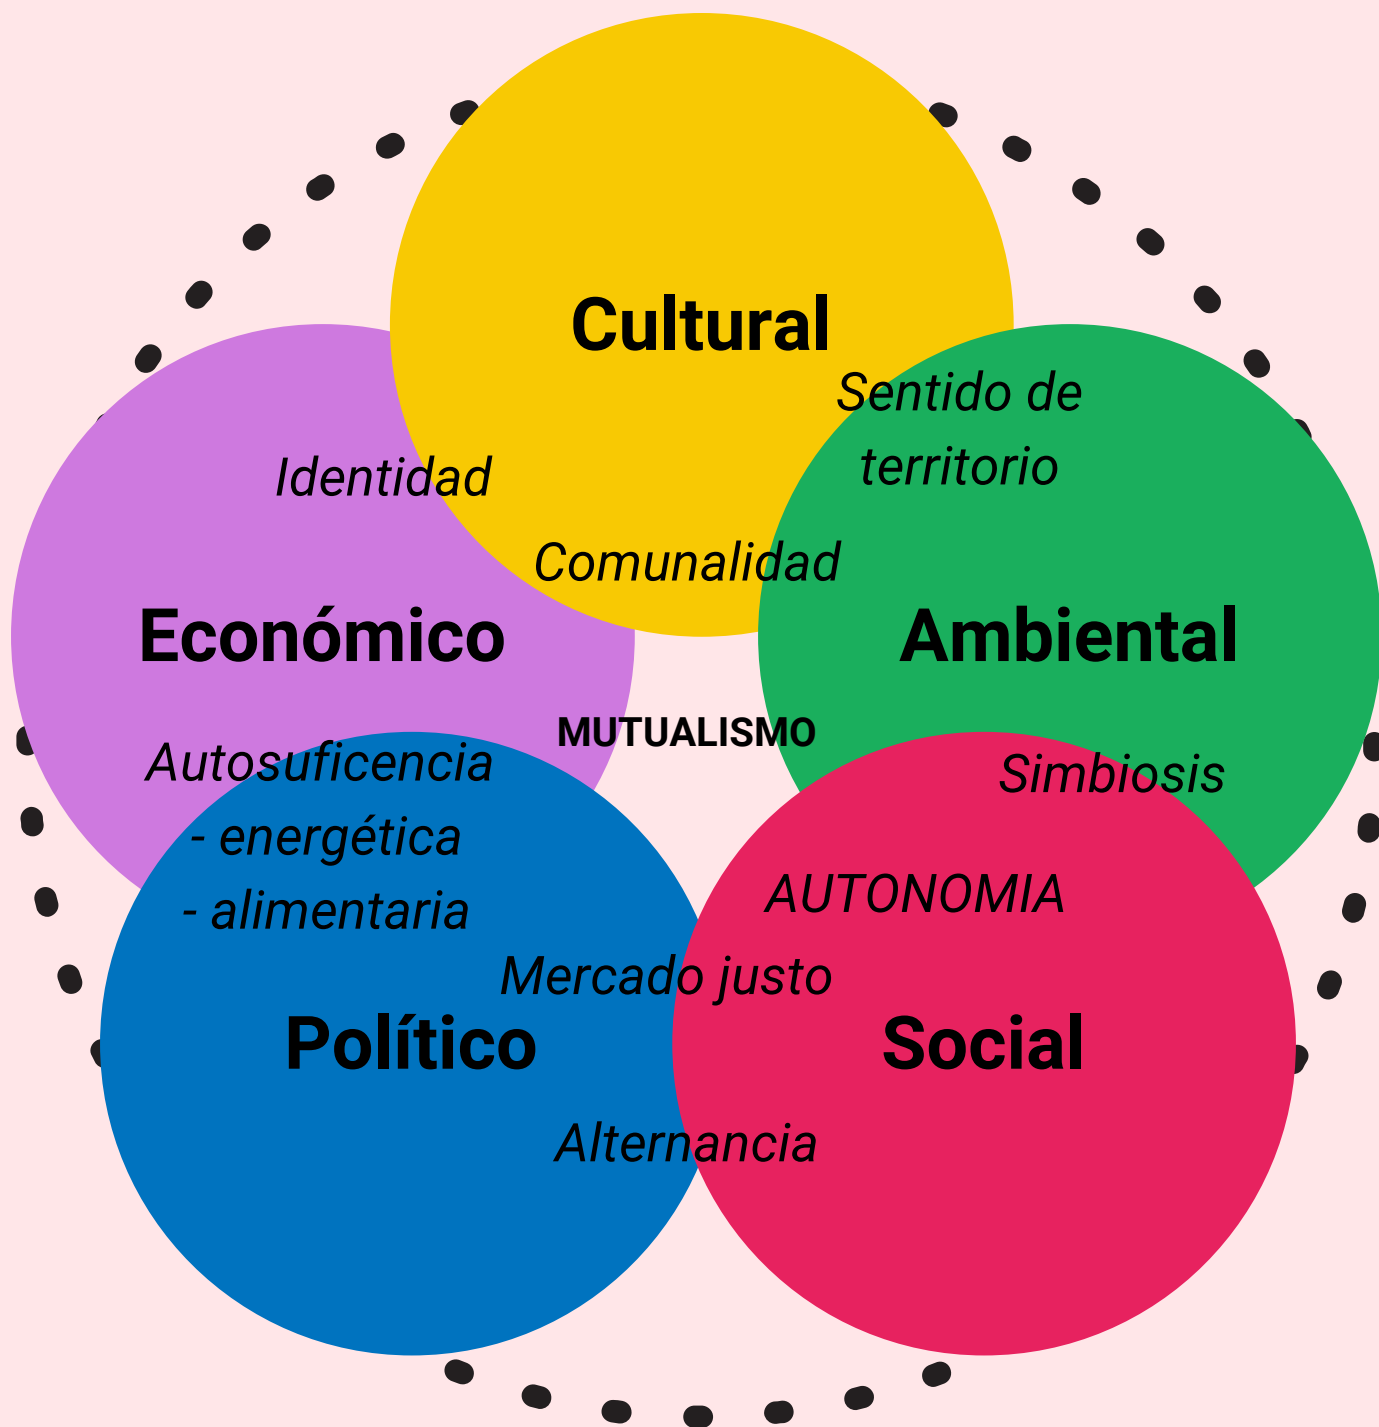 Cultural
Sentido de
territorio
Identidad
Comunalidad
Económico
Ambiental
MUTUALISMO
Autosuficencia
- energética
- alimentaria
Simbiosis
AUTONOMIA
Mercado justo
Político
Social
Alternancia